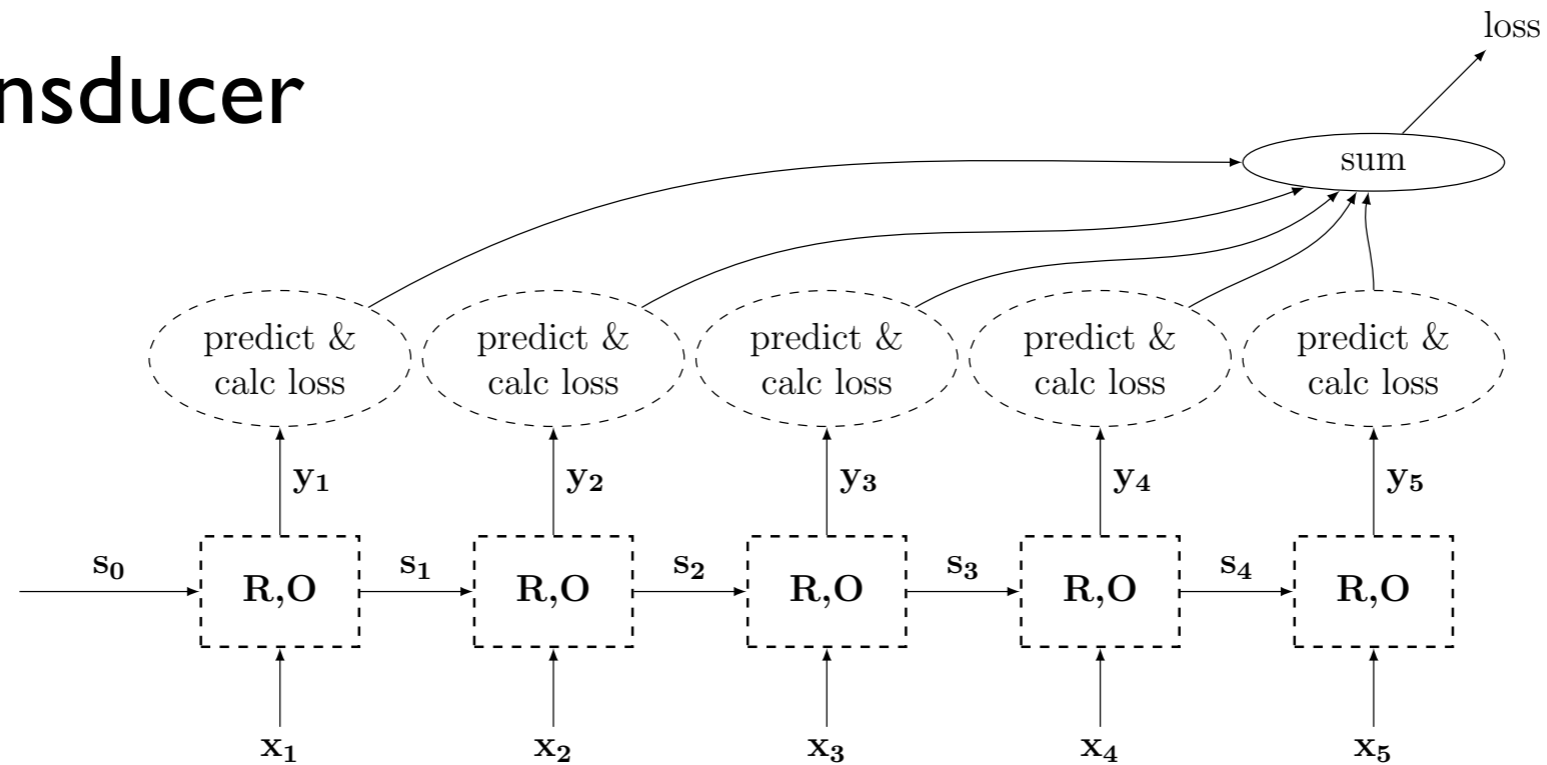 nsducer
loss
sum
predict &
calc loss
predict &
calc loss
predict &
calc loss
predict &
calc loss
predict &
calc loss
y₁ y₂ y₃ y₄ y₅
s₀ R,O s₁ R,O s₂ R,O s₃ R,O s₄ R,O
x₁ x₂ x₃ x₄ x₅